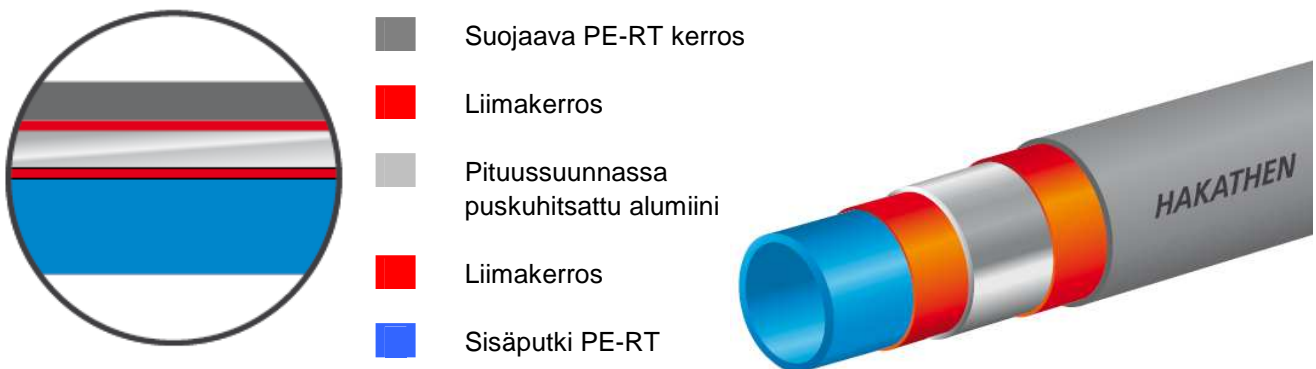 Suojaava PE-RT kerros
Liimakerros
Pituussuunnassa
puskuhitsattu alumiini
Liimakerros
Sisäputki PE-RT
HAKATHEN